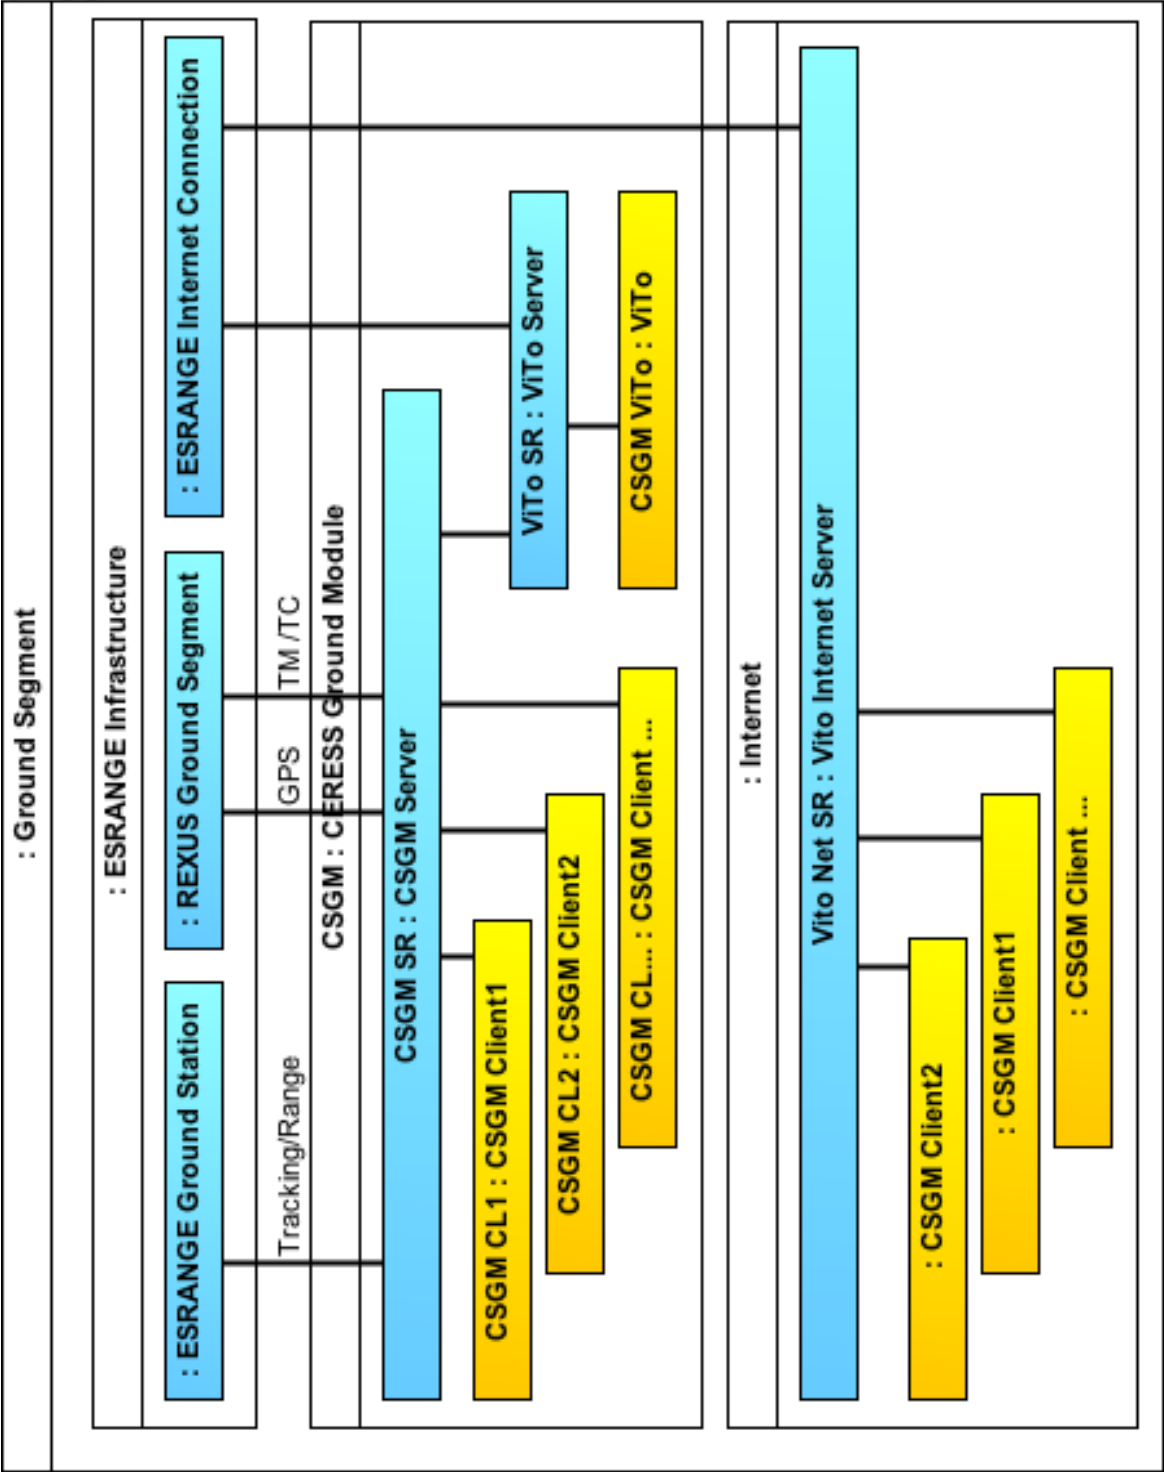 : Ground Segment
: ESRANGE Infrastructure
: ESRANGE Ground Station
: REXUS Ground Segment
: ESRANGE Internet Connection
Tracking/Range
GPS
TM /TC
CSGM : CERESS Ground Module
CSGM SR : CSGM Server
CSGM CL1 : CSGM Client1
CSGM CL2 : CSGM Client2
CSGM CL... : CSGM Client ...
ViTo SR : ViTo Server
CSGM ViTo : ViTo
: Internet
Vito Net SR : Vito Internet Server
: CSGM Client2
: CSGM Client1
: CSGM Client ...